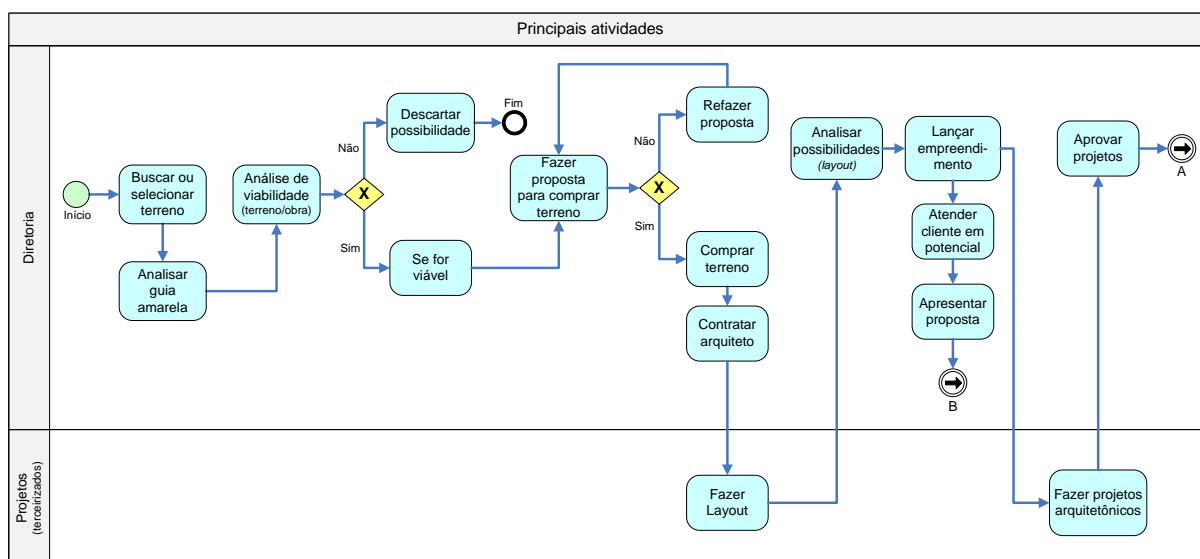 Principais atividades
Diretoria
Início
Buscar ou
selecionar
terreno
Analisar
guia
amarela
Análise de
viabilidade
(terreno/obra)
X
Não
Sim
Descartar
possibilidade
Fim
Se for
viável
Fazer
proposta
para comprar
terreno
X
Não
Sim
Refazer
proposta
Comprar
terreno
Contratar
arquiteto
Analisar
possibilidades
(layout)
Lançar
empreendi-
mento
Atender
cliente em
potencial
Apresentar
proposta
B
Aprovar
projetos
A
Projetos
(terceirizados)
Fazer
Layout
Fazer projetos
arquitetônicos